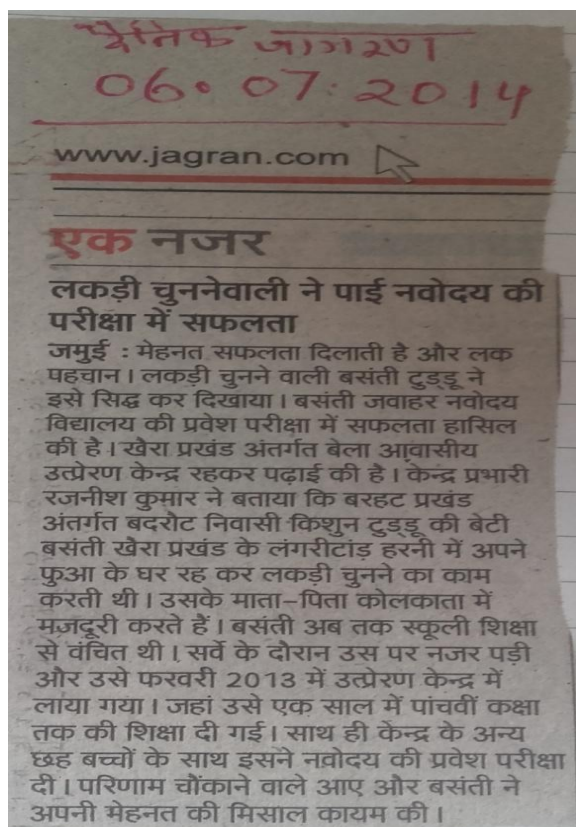 दैनिक जागरण
06.07.2014
www.jagran.com
एक नजर
लकड़ी चुननेवाली ने पाई नवोदय की
परीक्षा में सफलता
जमुई : मेहनत सफलता दिलाती है और लक
पहचान। लकड़ी चुनने वाली बसंती टुड्डू ने
इसे सिद्ध कर दिखाया। बसंती जवाहर नवोदय
विद्यालय की प्रवेश परीक्षा में सफलता हासिल
की है। खैरा प्रखंड अंतर्गत बेला आवासीय
उत्प्रेरण केन्द्र रहकर पढ़ाई की है। केन्द्र प्रभारी
रजनीश कुमार ने बताया कि बरहट प्रखंड
अंतर्गत बदरौट निवासी किशुन टुड्डू की बेटी
बसंती खैरा प्रखंड के लंगरीटांड़ हरनी में अपने
फुआ के घर रह कर लकड़ी चुनने का काम
करती थी। उसके माता-पिता कोलकाता में
मजदूरी करते हैं। बसंती अब तक स्कूली शिक्षा
से वंचित थी। सर्वे के दौरान उस पर नजर पड़ी
और उसे फरवरी 2013 में उत्प्रेरण केन्द्र में
लाया गया। जहां उसे एक साल में पांचवीं कक्षा
तक की शिक्षा दी गई। साथ ही केन्द्र के अन्य
छह बच्चों के साथ इसने नवोदय की प्रवेश परीक्षा
दी। परिणाम चौंकाने वाले आए और बसंती ने
अपनी मेहनत की मिसाल कायम की।